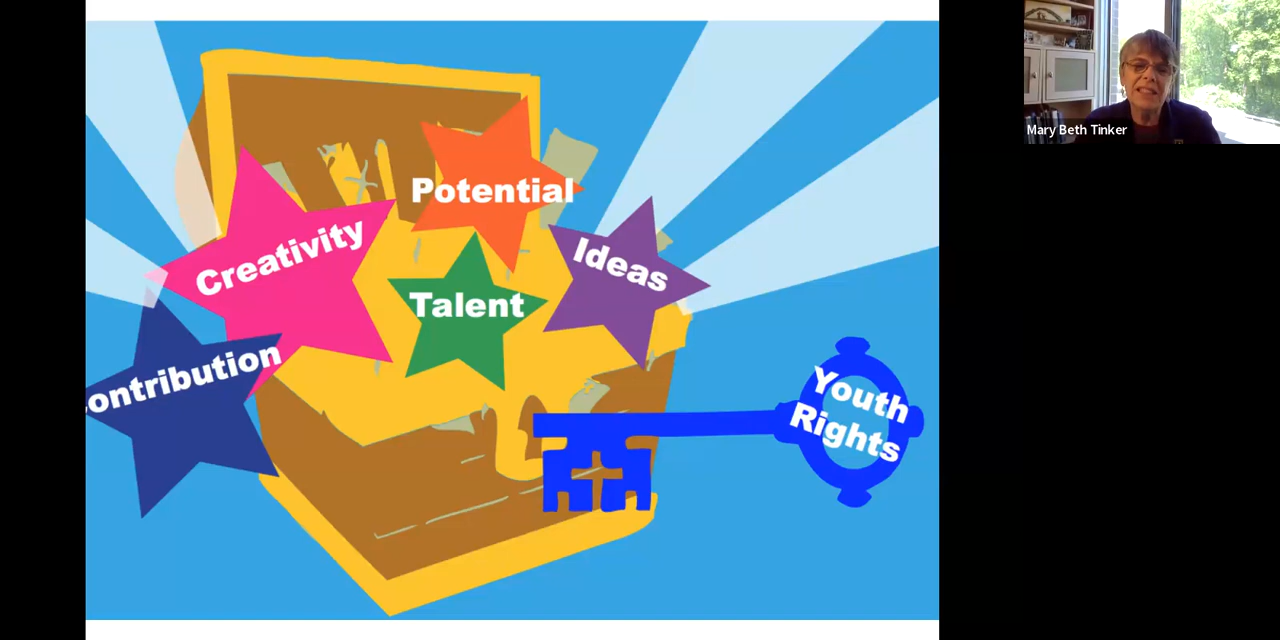 Potential
Creativity
Ideas
Talent
ontribution
Youth
Rights
Mary Beth Tinker